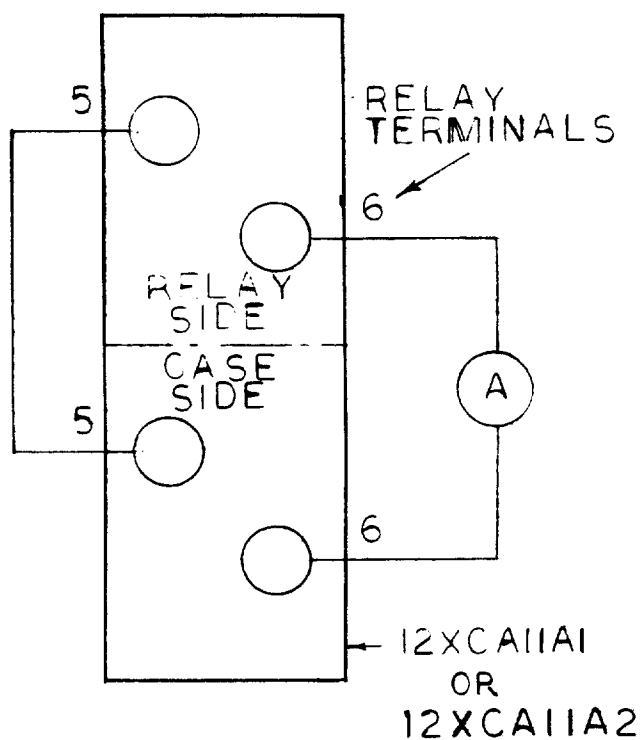 5
RELAY
TERMINALS
6
RELAY
SIDE
CASE
SIDE
A
5
6
12XCA11A1
OR
12XCA11A2